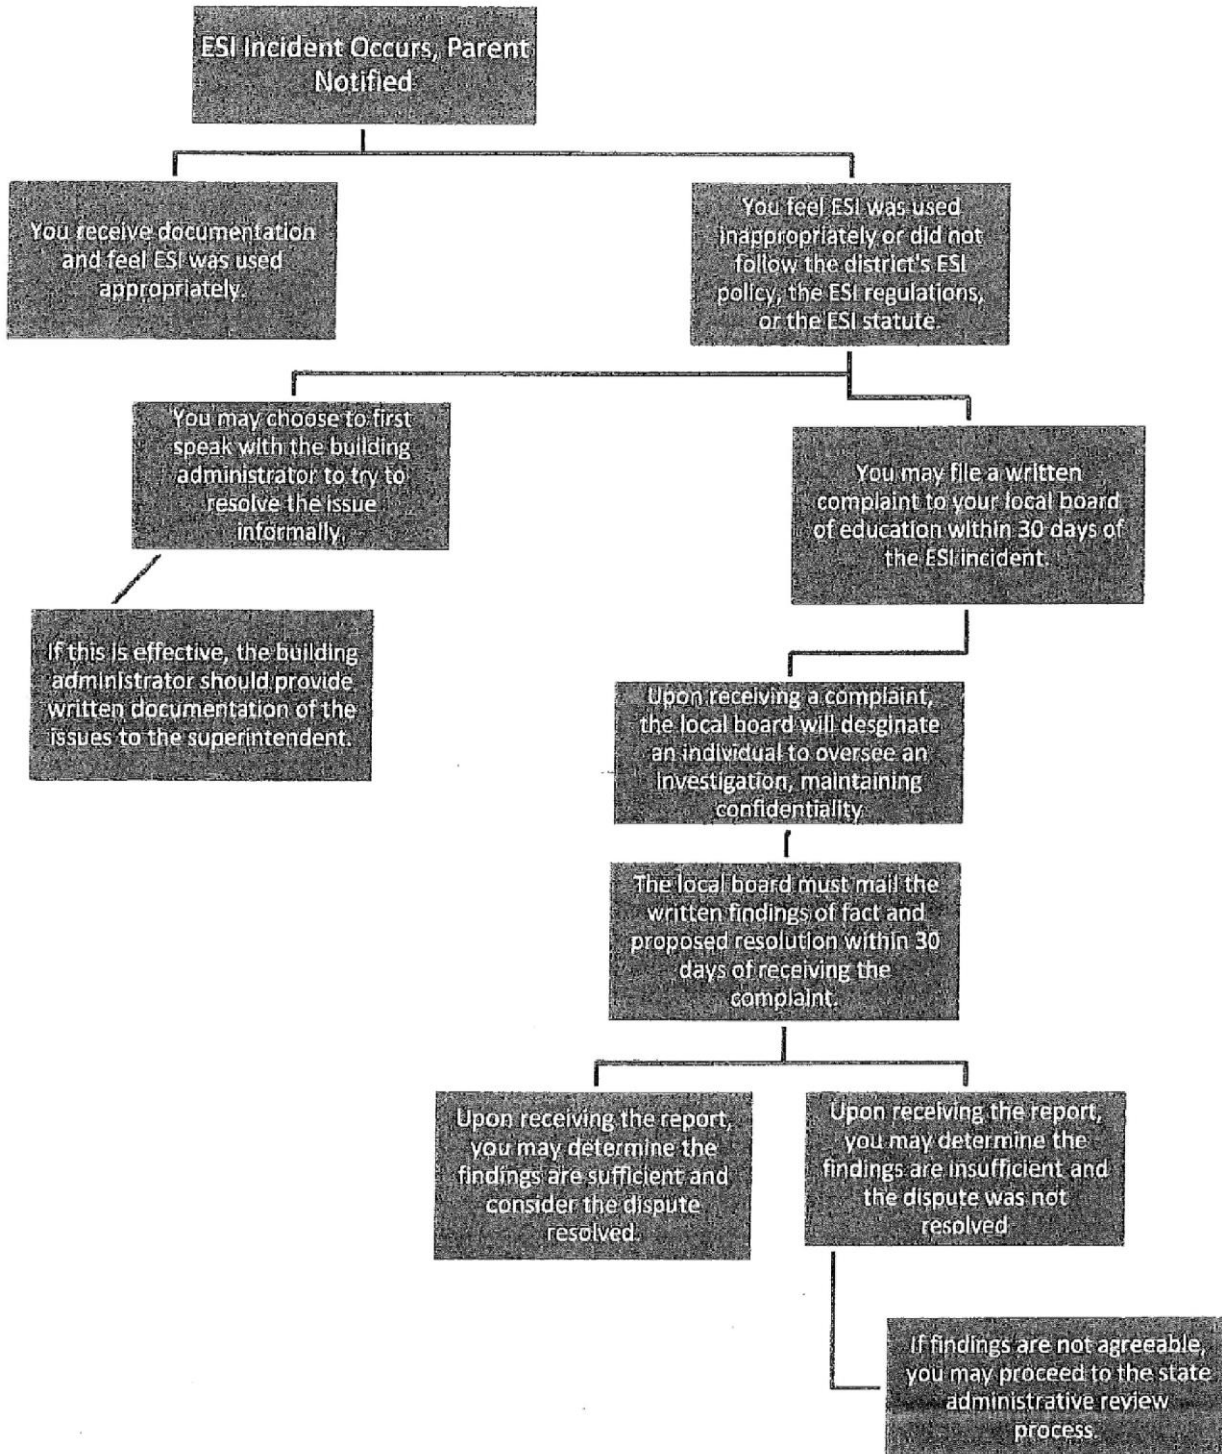 ESI Incident Occurs, Parent
Notified
You receive documentation
and feel ESI was used
appropriately.
You feel ESI was used
inappropriately or did not
follow the district's ESI
policy, the ESI regulations,
or the ESI statute.
You may choose to first
speak with the building
administrator to try to
resolve the issue
informally.
You may file a written
complaint to your local board
of education within 30 days of
the ESI incident.
If this is effective, the building
administrator should provide
written documentation of the
issues to the superintendent.
Upon receiving a complaint,
the local board will desginate
an individual to oversee an
investigation, maintaining
confidentiality
The local board must mail the
written findings of fact and
proposed resolution within 30
days of receiving the
complaint.
Upon receiving the report,
you may determine the
findings are sufficient and
consider the dispute
resolved.
Upon receiving the report,
you may determine the
findings are insufficient and
the dispute was not
resolved
If findings are not agreeable,
you may proceed to the state
administrative review
process.